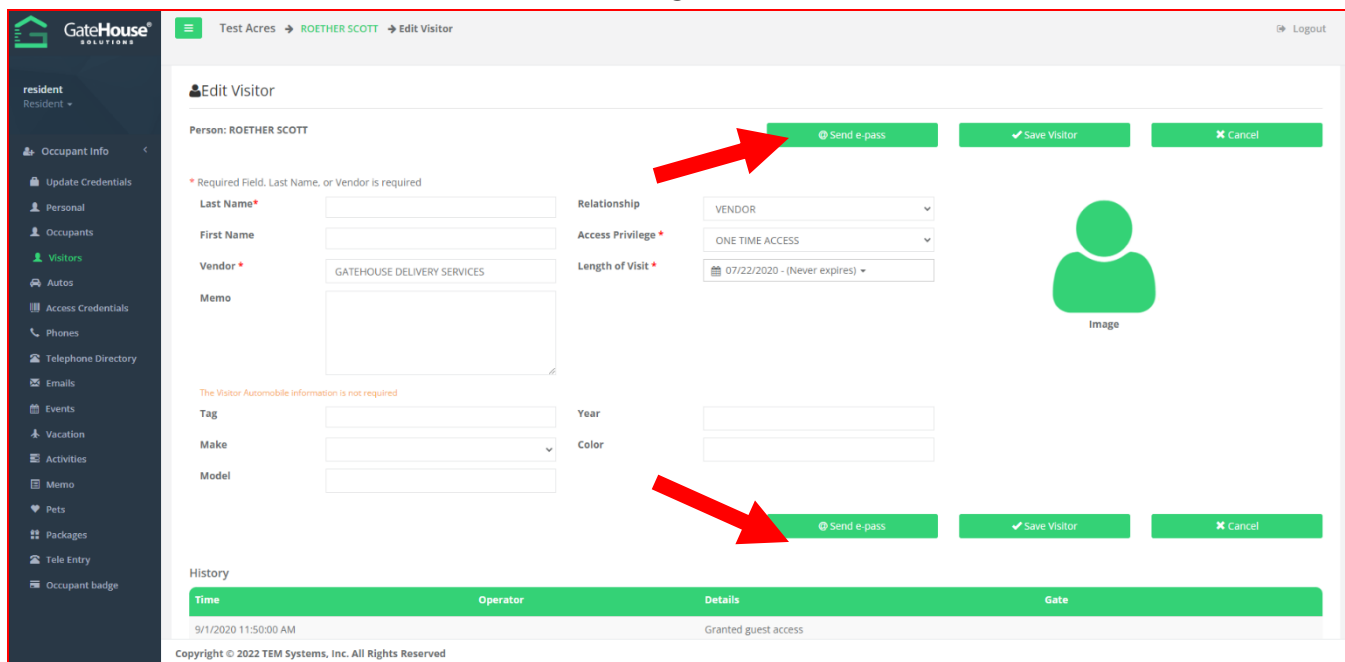 GateHouse®
SOLUTIONS
Test Acres → ROETHER SCOTT → Edit Visitor
Logout
resident
Resident
Occupant Info
Update Credentials
Personal
Occupants
Visitors
Autos
Access Credentials
Phones
Telephone Directory
Emails
Events
Vacation
Activities
Memo
Pets
Packages
Tele Entry
Occupant badge
Edit Visitor
Person: ROETHER SCOTT
@ Send e-pass
Save Visitor
Cancel
* Required Field. Last Name, or Vendor is required
Last Name*
Relationship
VENDOR
First Name
Access Privilege *
ONE TIME ACCESS
Vendor *
GATEHOUSE DELIVERY SERVICES
Length of Visit *
07/22/2020 - (Never expires)
Memo
Image
The Visitor Automobile information is not required
Tag
Year
Make
Color
Model
@ Send e-pass
Save Visitor
Cancel
History
Time Operator Details Gate
9/1/2020 11:50:00 AM Granted guest access
Copyright © 2022 TEM Systems, Inc. All Rights Reserved